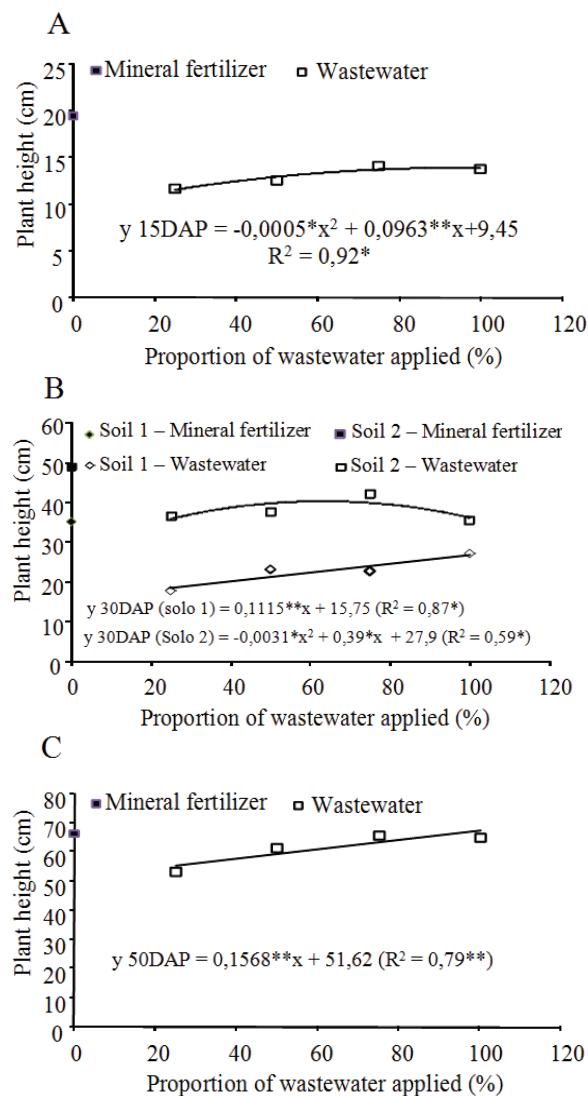 A
Mineral fertilizer Wastewater
25
20
15
10
5
0
Plant height (cm)
y 15DAP = -0,0005*x² + 0,0963**x+9,45
R² = 0,92*
0 20 40 60 80 100 120
Proportion of wastewater applied (%)
B
60
50
40
30
20
10
0
Plant height (cm)
Soil 1 – Mineral fertilizer Soil 2 – Mineral fertilizer
Soil 1 – Wastewater Soil 2 – Wastewater
y 30DAP (solo 1) = 0,1115**x + 15,75 (R² = 0,87*)
y 30DAP (Solo 2) = -0,0031*x² + 0,39*x + 27,9 (R² = 0,59*)
0 20 40 60 80 100 120
Proportion of wastewater applied (%)
C
80
70
60
50
40
30
20
10
0
Plant height (cm)
Mineral fertilizer Wastewater
y 50DAP = 0,1568**x + 51,62 (R² = 0,79**)
0 20 40 60 80 100 120
Proportion of wastewater applied (%)